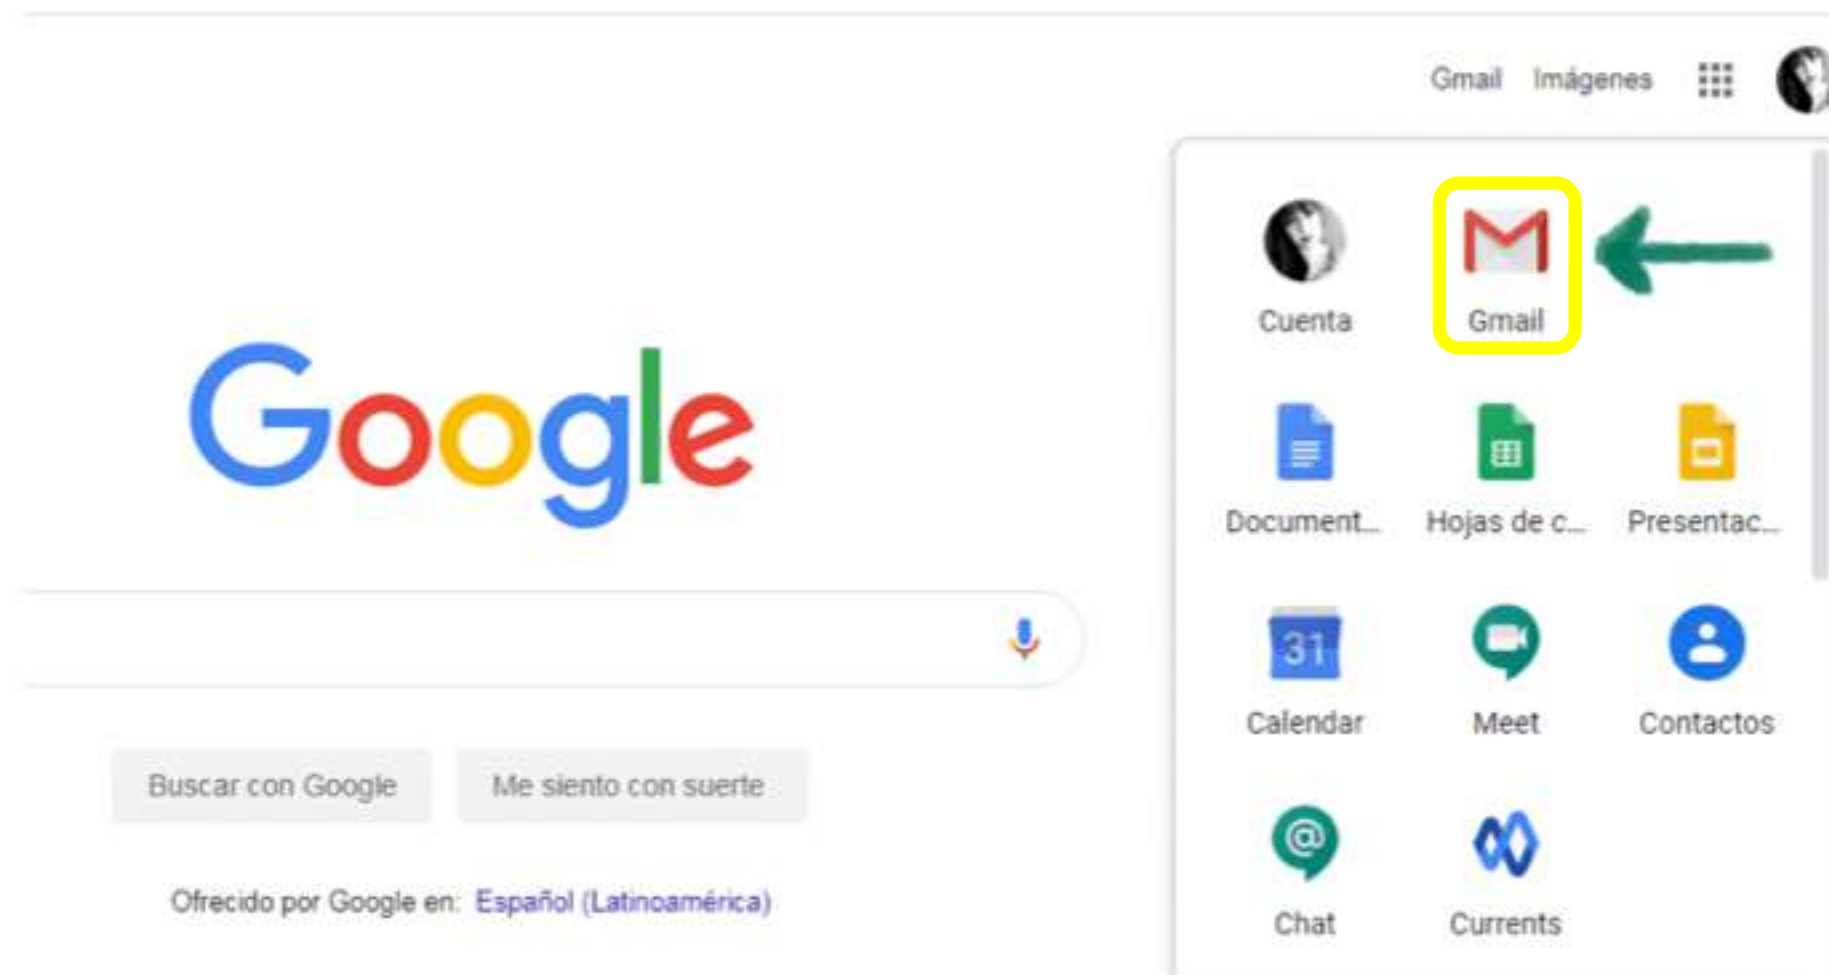 Gmail Imágenes
Cuenta Gmail
Google
Document... Hojas de c... Presentac...
31
Calendar Meet Contactos
Buscar con Google Me siento con suerte
@
Chat Currents
Ofrecido por Google en: Español (Latinoamérica)